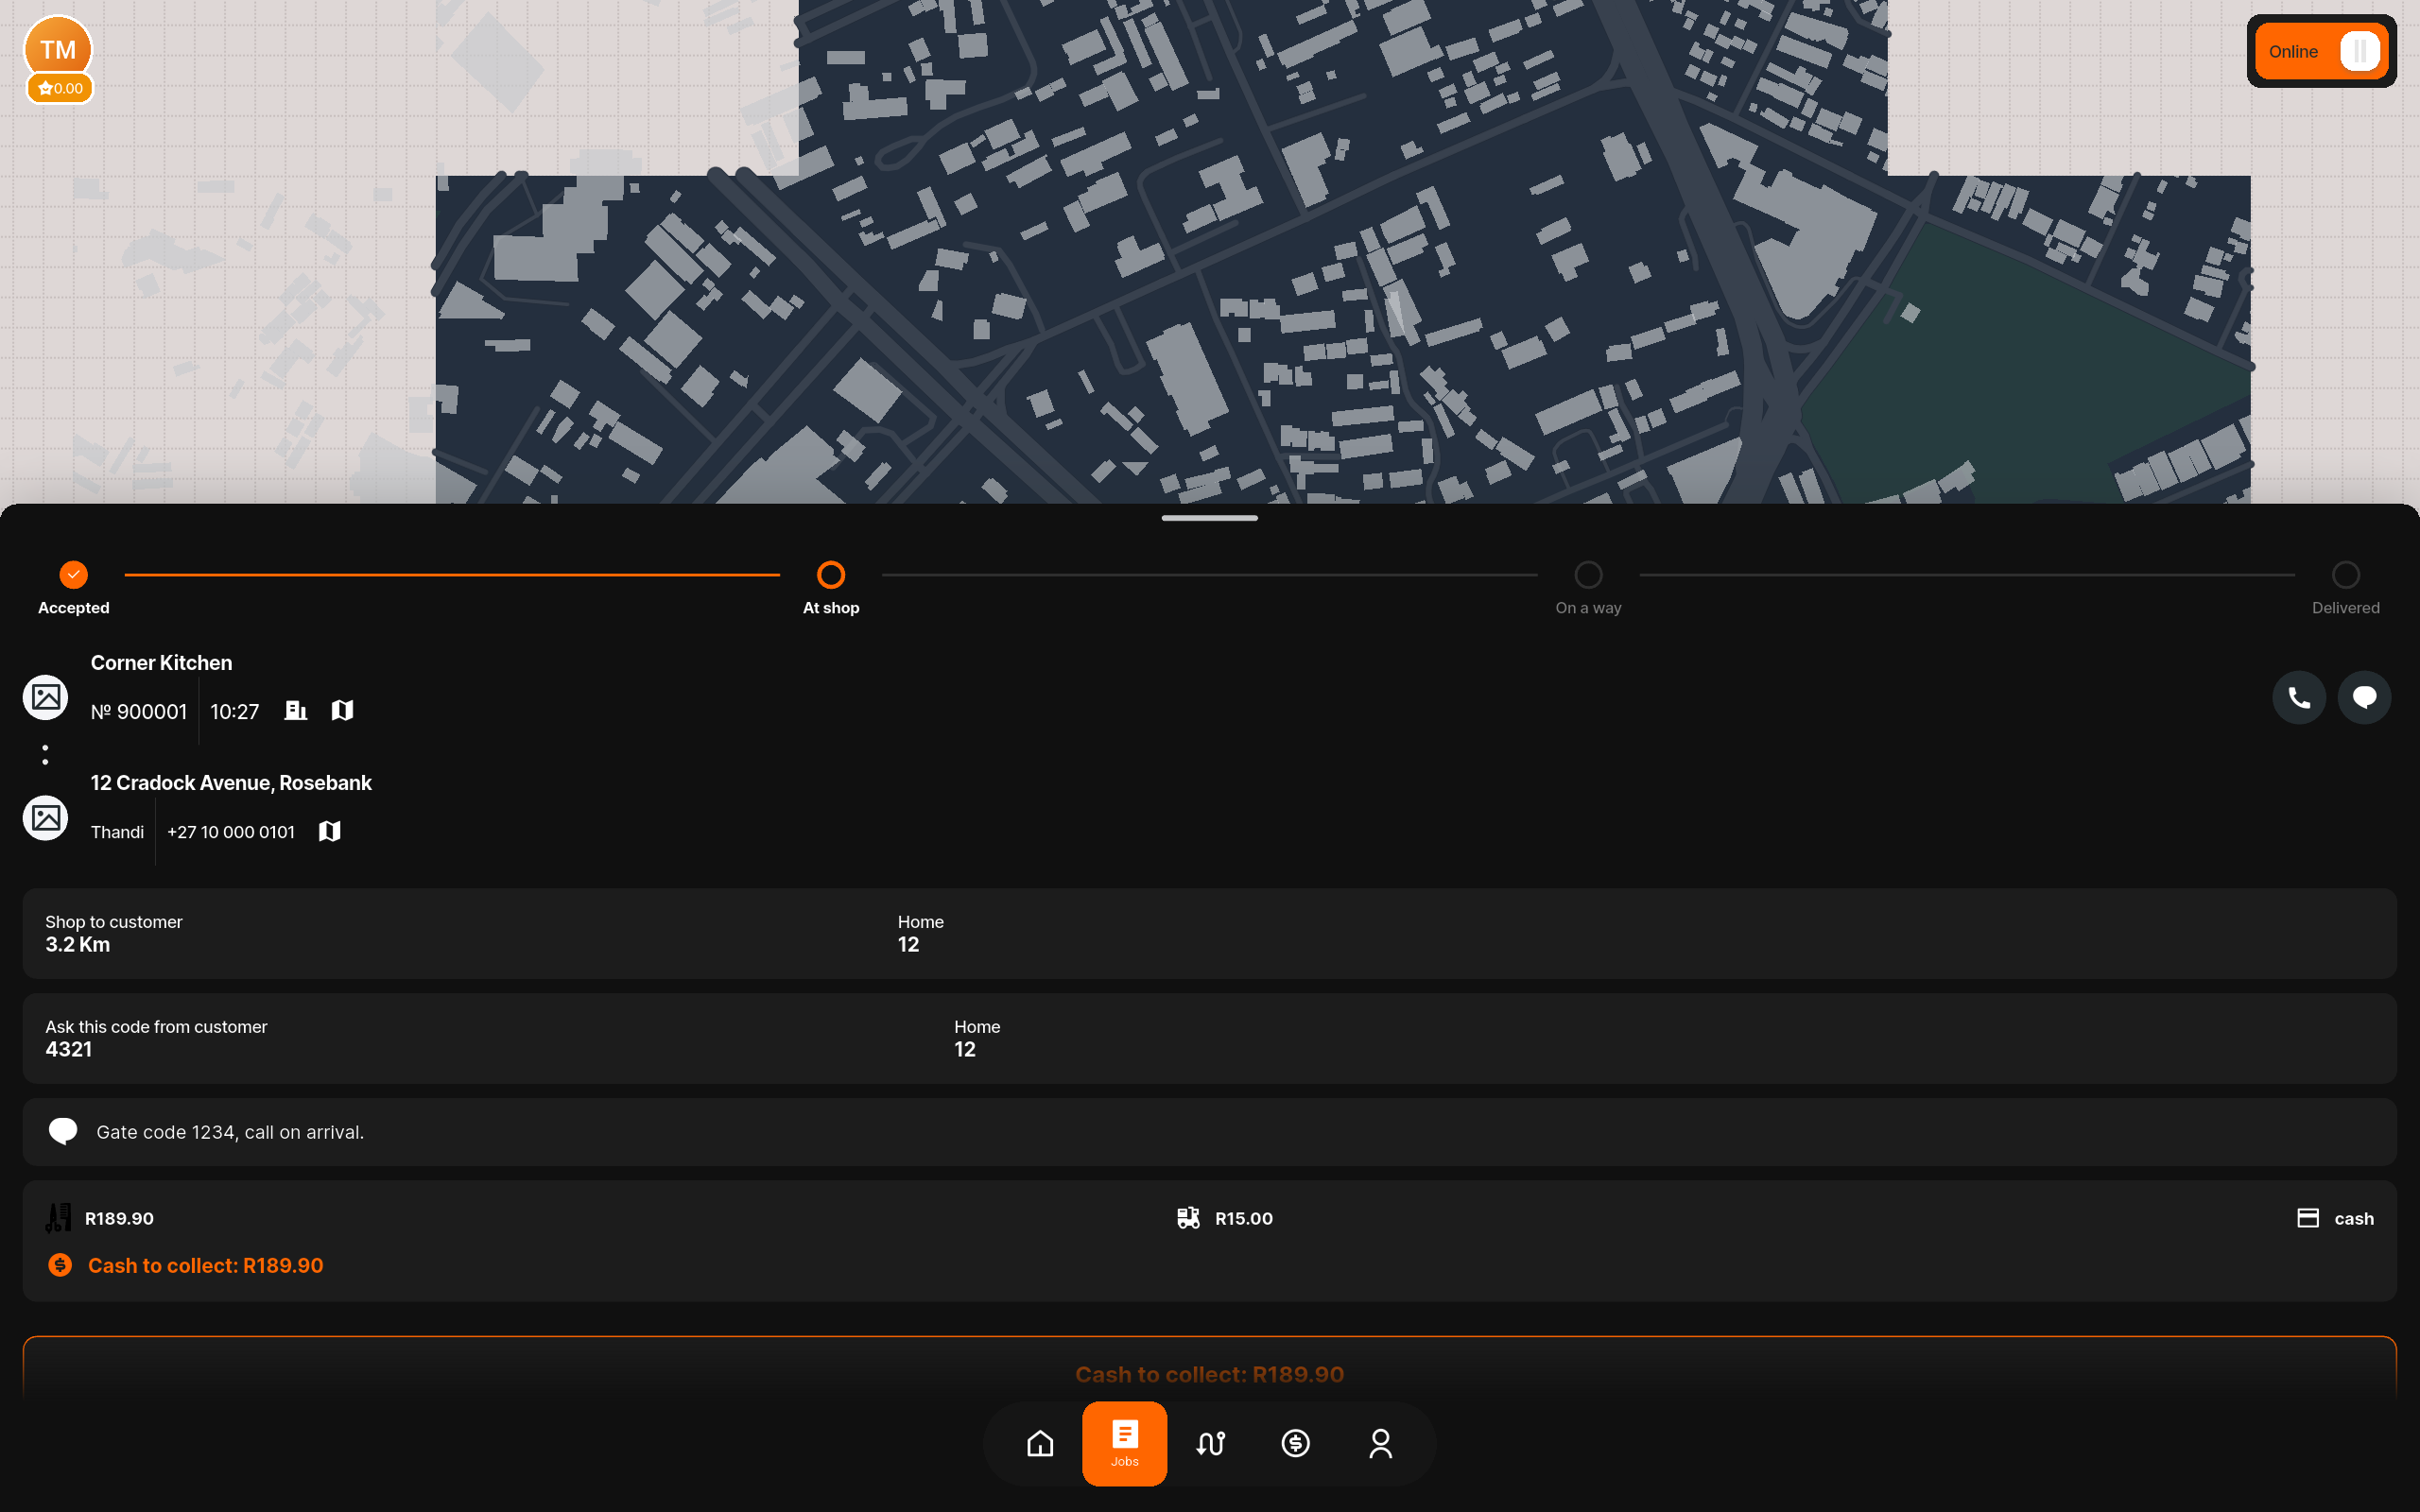 TM
0.00
Online
Accepted
At shop
On a way
Delivered
Corner Kitchen
№ 900001
10:27
12 Cradock Avenue, Rosebank
Thandi
+27 10 000 0101
Shop to customer
3.2 Km
Home
12
Ask this code from customer
4321
Home
12
Gate code 1234, call on arrival.
R189.90
R15.00
cash
Cash to collect: R189.90
Cash to collect: R189.90
Jobs